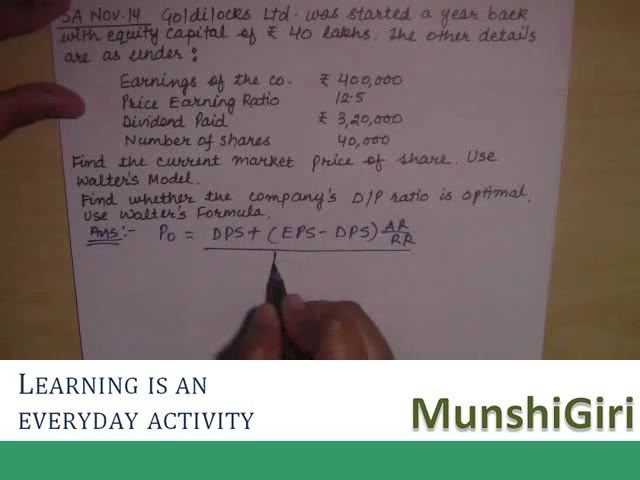 SA NOV.14 Goldilocks Ltd. was started a year back
with equity capital of ₹ 40 lakhs. The other details
are as under:
Earnings of the co. ₹ 400,000
Price Earning Ratio 12.5
Dividend Paid ₹ 3,20,000
Number of shares 40,000
Find the current market price of share. Use
Walter's Model.
Find whether the company's D/P ratio is optimal.
Use Walter's Formula.
Ans:- P0 = DPS + (EPS - DPS) AR/RR
LEARNING IS AN
EVERYDAY ACTIVITY
MunshiGiri